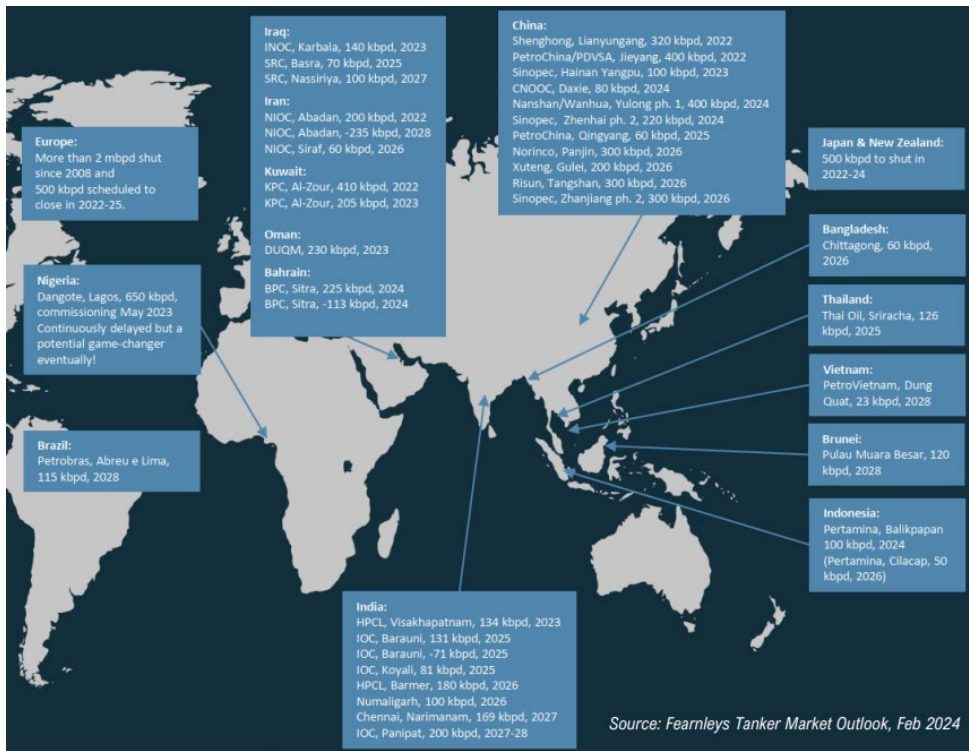 Iraq:
INOC, Karbala, 140 kbpd, 2023
SRC, Basra, 70 kbpd, 2025
SRC, Nassiriya, 100 kbpd, 2027
Iran:
NIOC, Abadan, 200 kbpd, 2022
NIOC, Abadan, -235 kbpd, 2028
NIOC, Siraf, 60 kbpd, 2026
Kuwait:
KPC, Al-Zour, 410 kbpd, 2022
KPC, Al-Zour, 205 kbpd, 2023
Oman:
DUQM, 230 kbpd, 2023
Bahrain:
BPC, Sitra, 225 kbpd, 2024
BPC, Sitra, -113 kbpd, 2024
China:
Shenghong, Lianyungang, 320 kbpd, 2022
PetroChina/PDVSA, Jieyang, 400 kbpd, 2022
Sinopec, Hainan Yangpu, 100 kbpd, 2023
CNOOC, Daxie, 80 kbpd, 2024
Nanshan/Wanhua, Yulong ph. 1, 400 kbpd, 2024
Sinopec, Zhenhai ph. 2, 220 kbpd, 2024
PetroChina, Qingyang, 60 kbpd, 2025
Norinco, Panjin, 300 kbpd, 2026
Xuteng, Gulei, 200 kbpd, 2026
Risun, Tangshan, 300 kbpd, 2026
Sinopec, Zhanjiang ph. 2, 300 kbpd, 2026
Europe:
More than 2 mbpd shut
since 2008 and
500 kbpd scheduled to
close in 2022-25.
Japan & New Zealand:
500 kbpd to shut in
2022-24
Bangladesh:
Chittagong, 60 kbpd,
2026
Nigeria:
Dangote, Lagos, 650 kbpd,
commissioning May 2023
Continuously delayed but a
potential game-changer
eventually!
Thailand:
Thai Oil, Sriracha, 126
kbpd, 2025
Vietnam:
PetroVietnam, Dung
Quat, 23 kbpd, 2028
Brazil:
Petrobras, Abreu e Lima,
115 kbpd, 2028
Brunei:
Pulau Muara Besar, 120
kbpd, 2028
Indonesia:
Pertamina, Balikpapan
100 kbpd, 2024
(Pertamina, Cilacap, 50
kbpd, 2026)
India:
HPCL, Visakhapatnam, 134 kbpd, 2023
IOC, Barauni, 131 kbpd, 2025
IOC, Barauni, -71 kbpd, 2025
IOC, Koyali, 81 kbpd, 2025
HPCL, Barmer, 180 kbpd, 2026
Numaligarh, 100 kbpd, 2026
Chennai, Narimanam, 169 kbpd, 2027
IOC, Panipat, 200 kbpd, 2027-28
Source: Fearnleys Tanker Market Outlook, Feb 2024